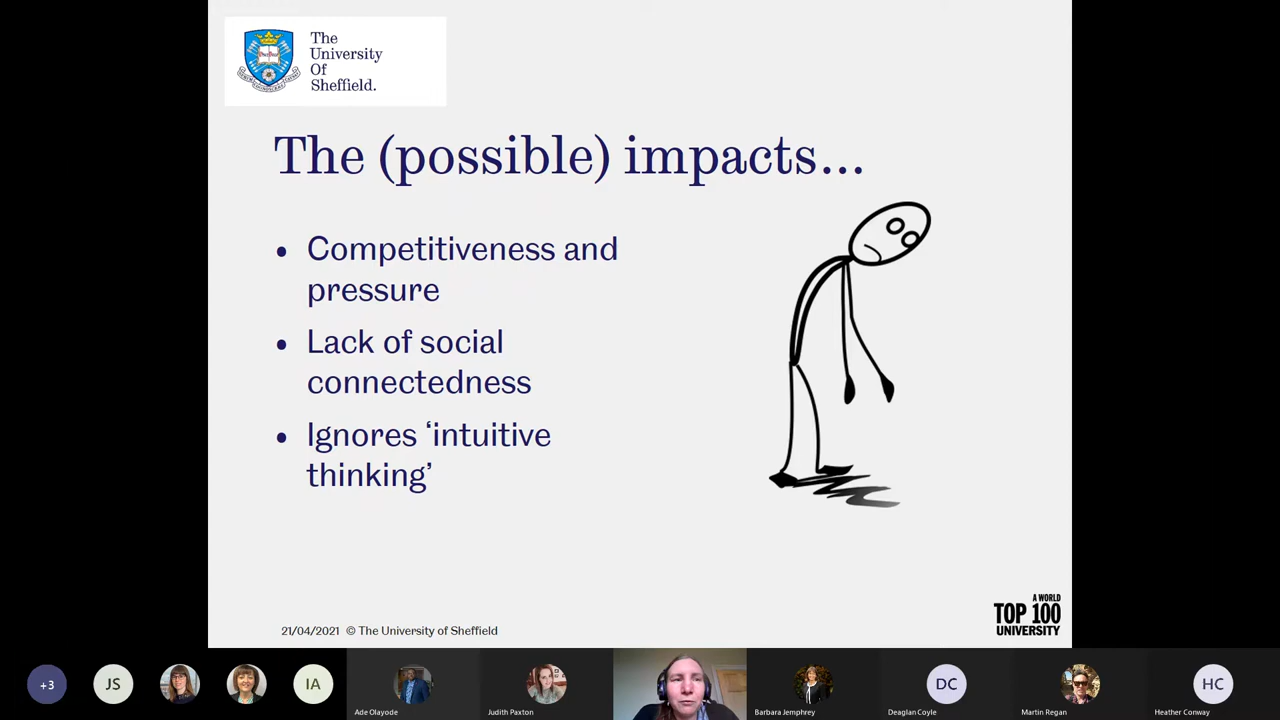 The
University
Of
Sheffield.
The (possible) impacts...
• Competitiveness and
pressure
• Lack of social
connectedness
• Ignores ‘intuitive
thinking’
21/04/2021 © The University of Sheffield
A WORLD
TOP 100
UNIVERSITY
+3
JS
IA
Ade Olayode
Judith Paxton
Barbara Jemphrey
DC
Deaglan Coyle
Martin Regan
HC
Heather Conway